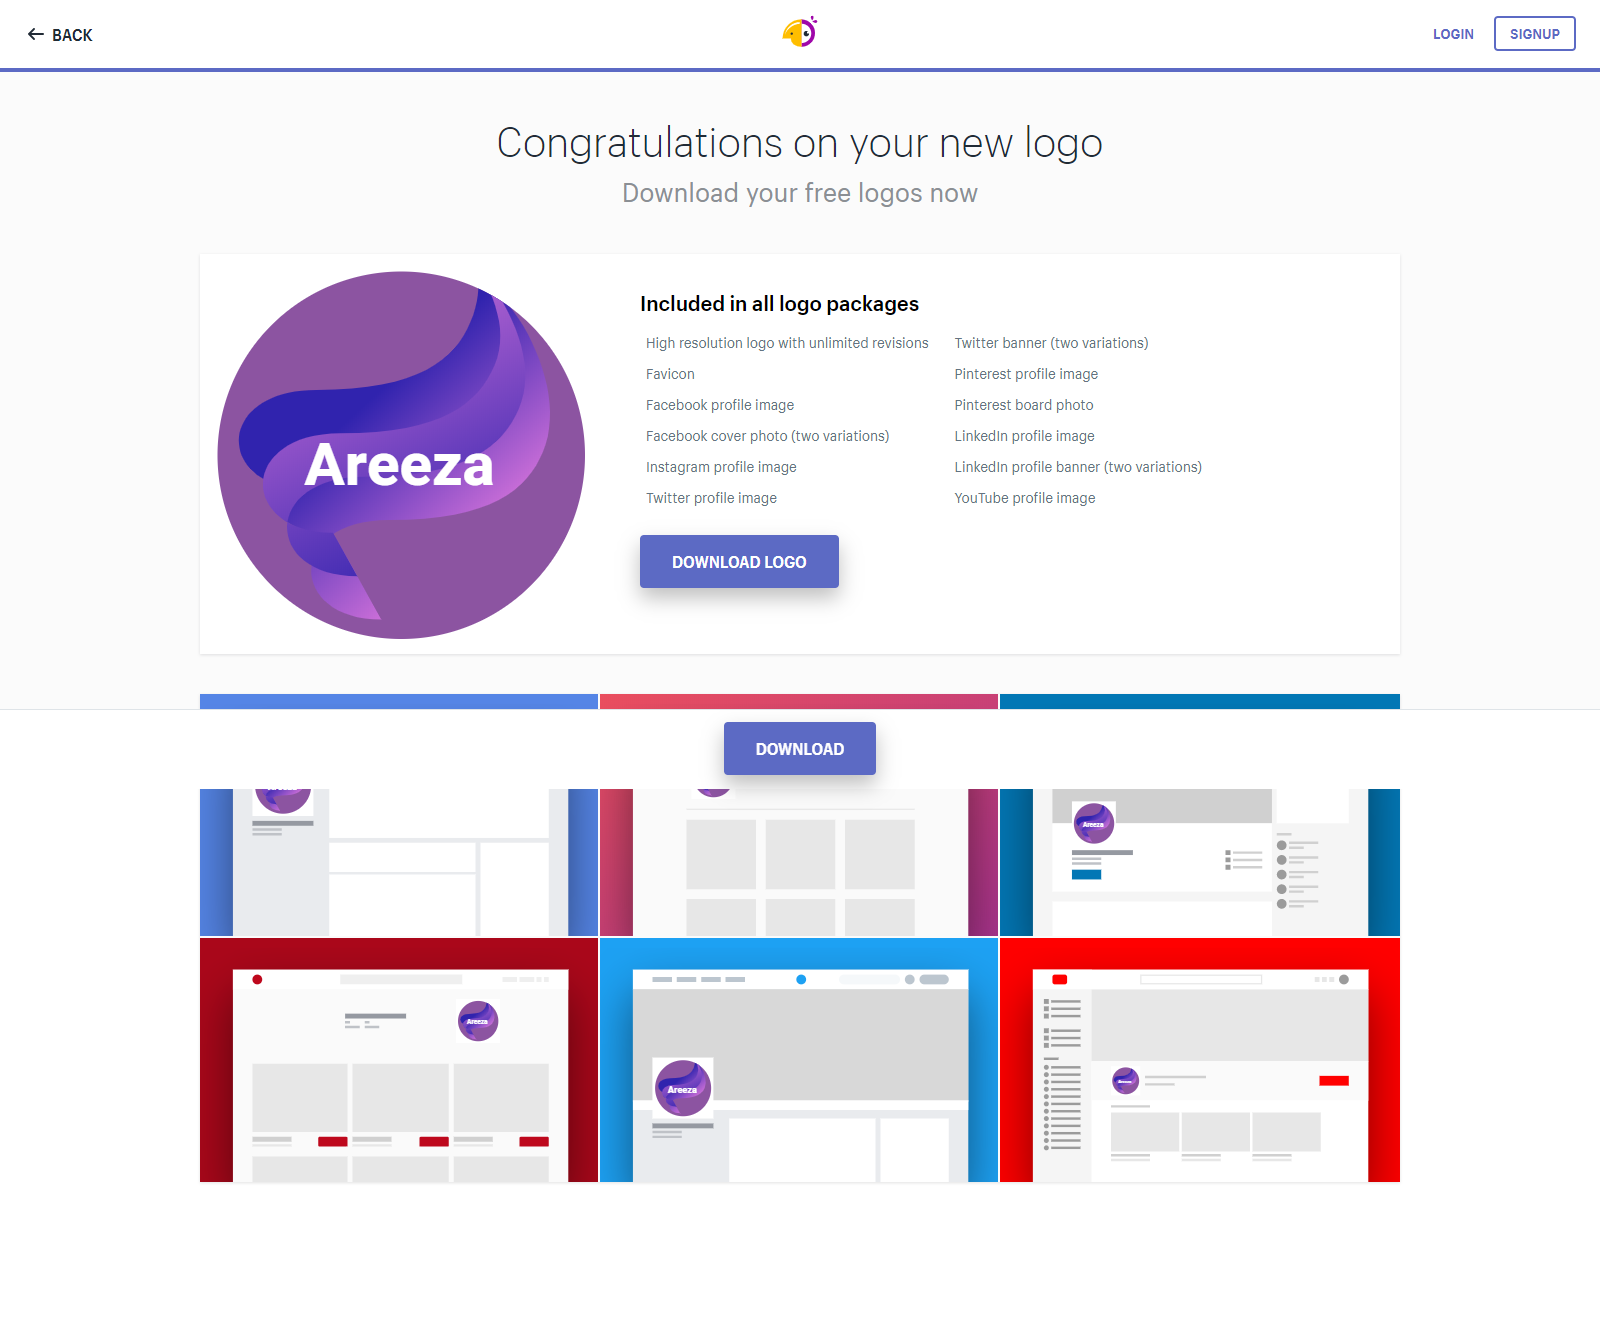 BACK
LOGIN
SIGNUP
Congratulations on your new logo
Download your free logos now
Areeza
Included in all logo packages
High resolution logo with unlimited revisions
Favicon
Facebook profile image
Facebook cover photo (two variations)
Instagram profile image
Twitter profile image
Twitter banner (two variations)
Pinterest profile image
Pinterest board photo
LinkedIn profile image
LinkedIn profile banner (two variations)
YouTube profile image
DOWNLOAD LOGO
DOWNLOAD
Areeza
Areeza
Areeza
Areeza